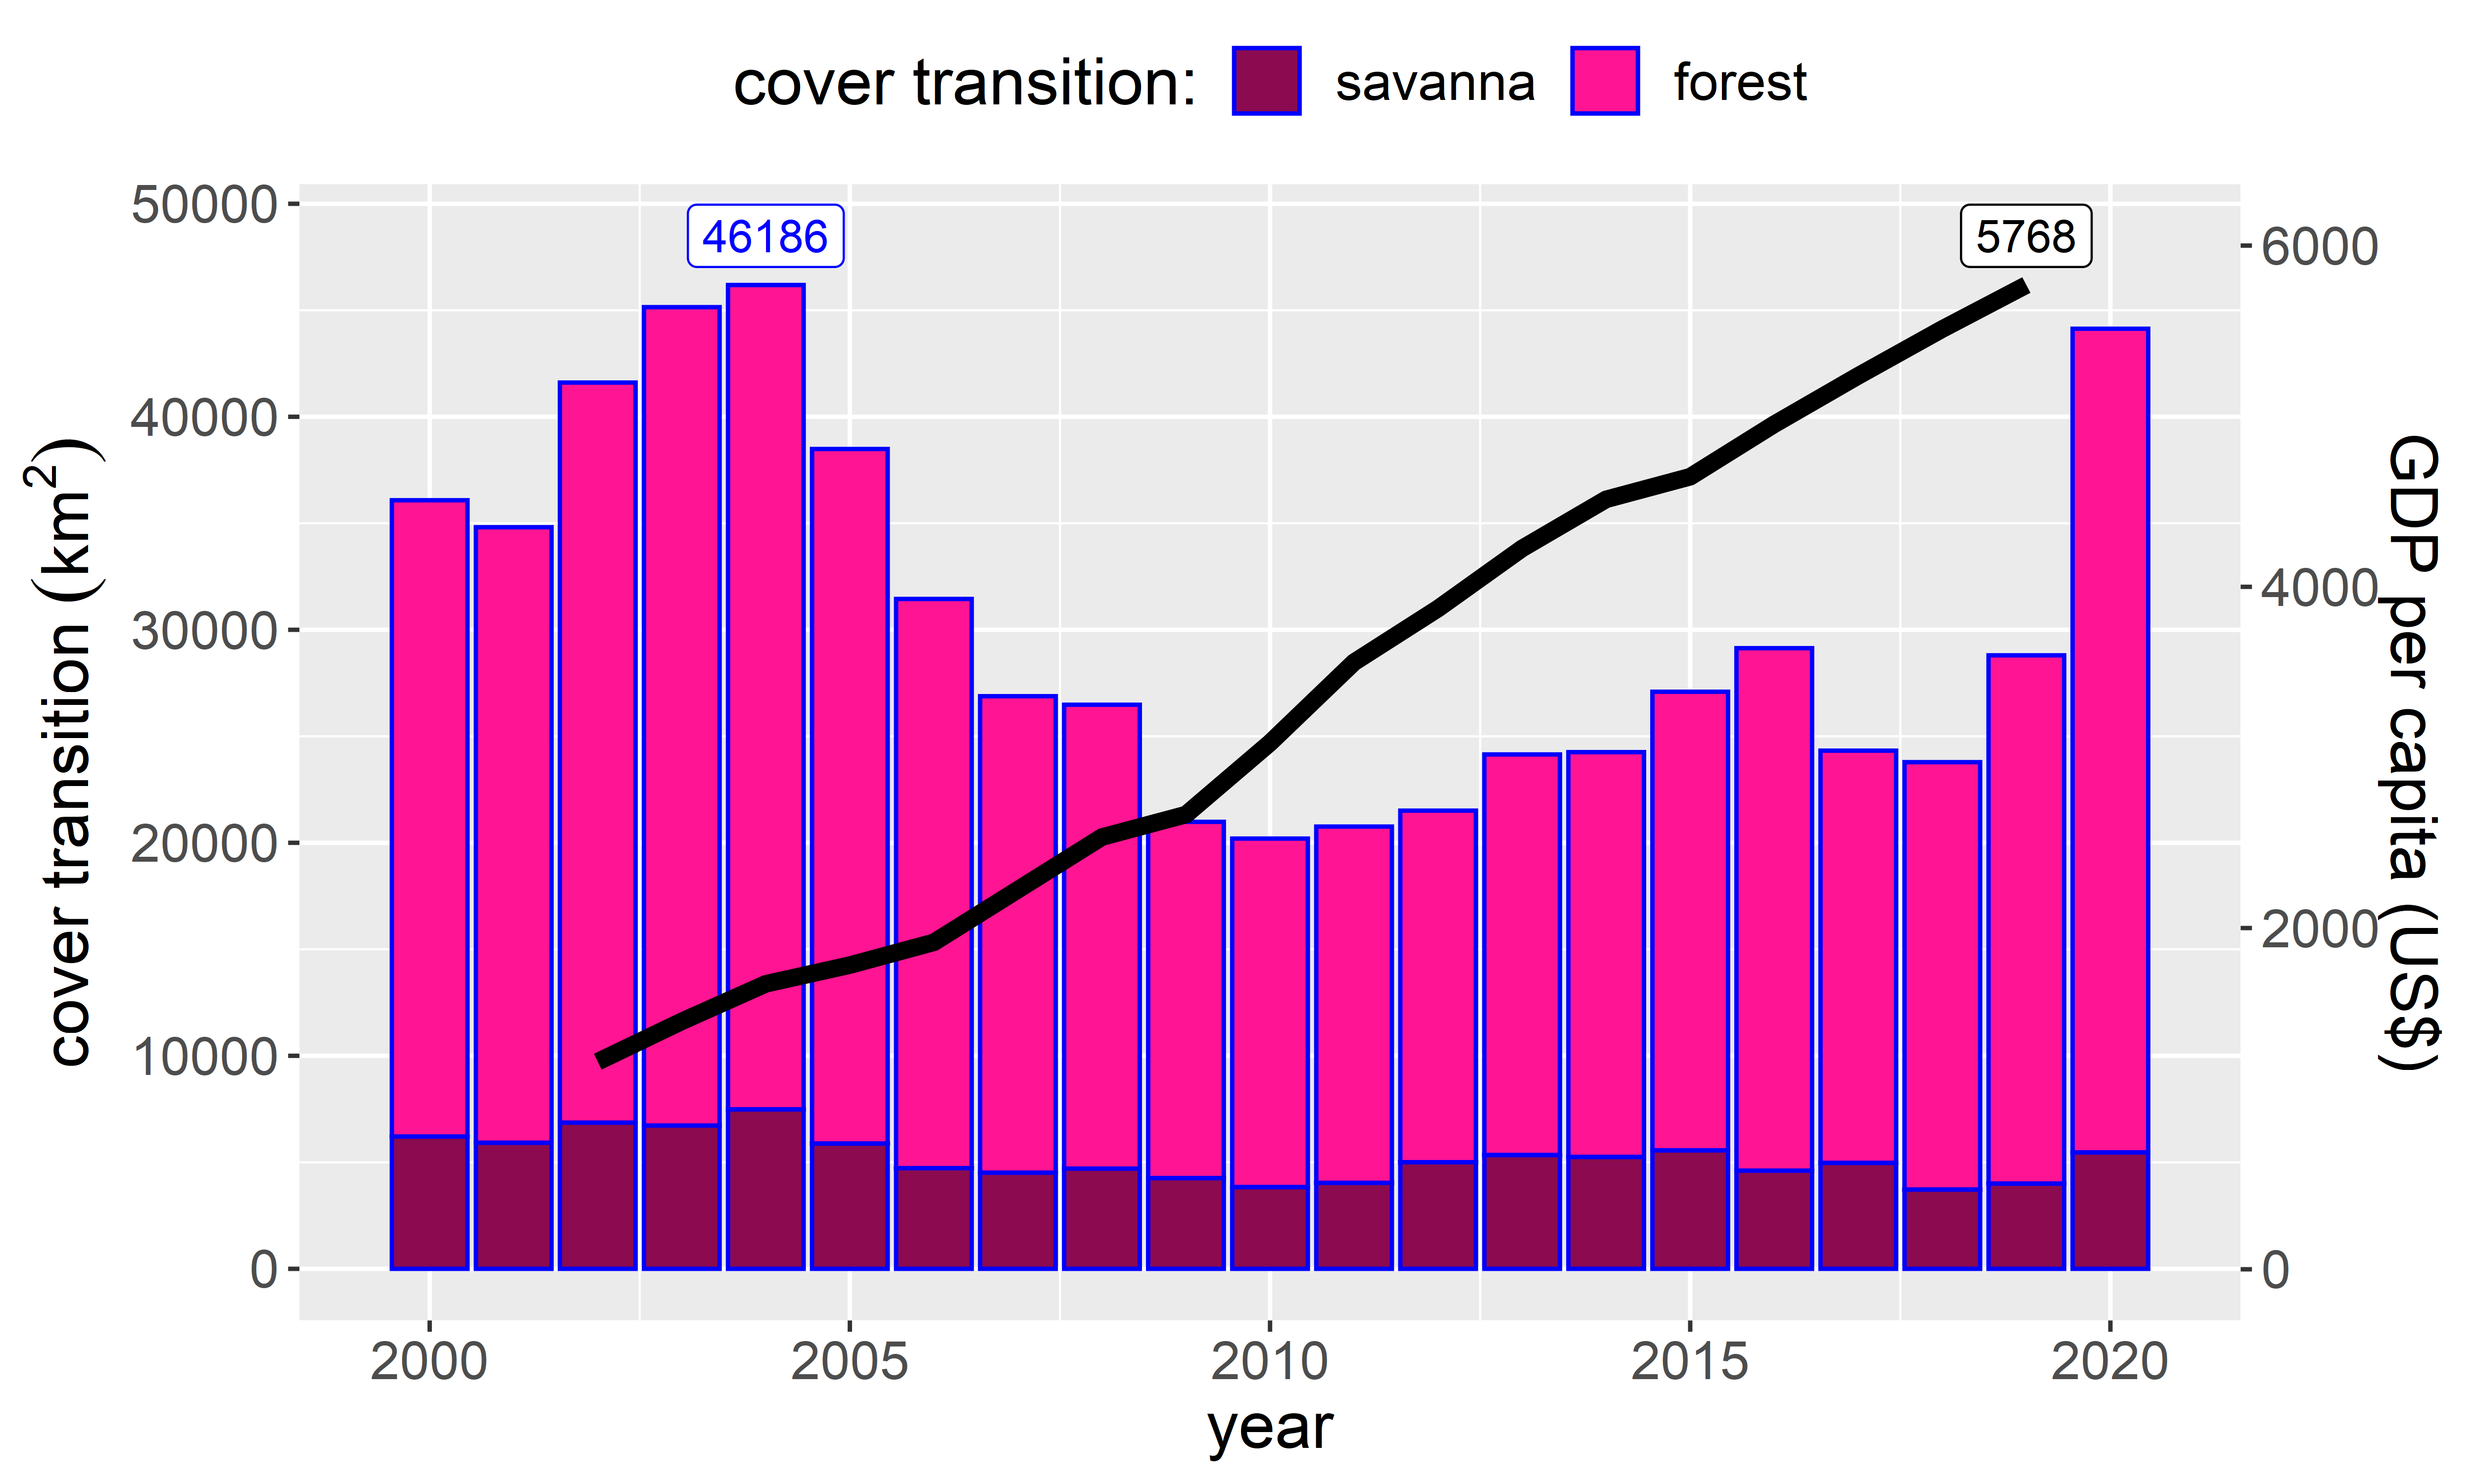 cover transition: savanna forest
50000
40000
30000
20000
10000
0
cover transition (km²)
46186
5768
6000
4000
2000
0
GDP per capita (US$)
2000 2005 2010 2015 2020
year